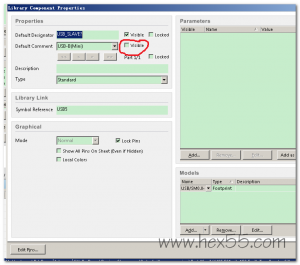 Library Component Properties
Properties
Default Designator
USB_SLAVE?
Visible
Locked
Default Comment
USB-B(Mini)
Visible
<<
<
>
>>
Part 1/1
Locked
Description
Type
Standard
Library Link
Symbol Reference
USB1
Graphical
Mode
Normal
Lock Pins
Show All Pins On Sheet (Even if Hidden)
Local Colors
Edit Pins...
Parameters
Visible
Name
Value
Add...
Remove...
Edit...
Add as
Models
Name
Type
Description
Footprint
Add...
Remove...
Edit...
www.hex55.com